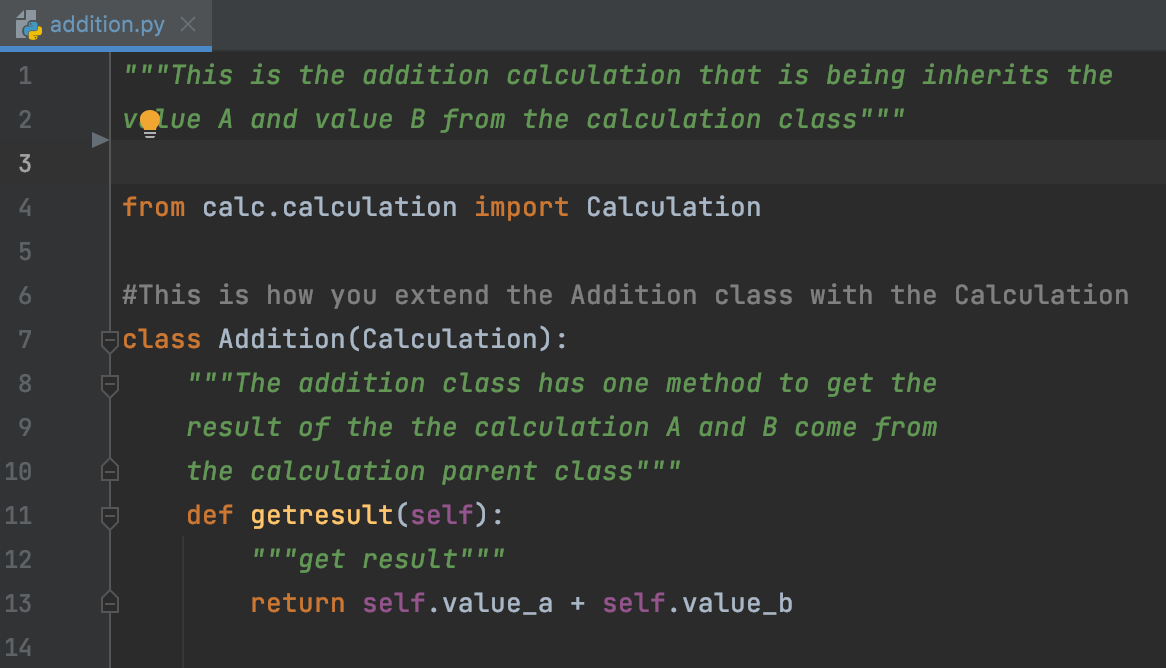 addition.py
1 """This is the addition calculation that is being inherits the
2 value A and value B from the calculation class"""
3
4 from calc.calculation import Calculation
5
6 #This is how you extend the Addition class with the Calculation
7 class Addition(Calculation):
8 """The addition class has one method to get the
9 result of the the calculation A and B come from
10 the calculation parent class"""
11 def getresult(self):
12 """get result"""
13 return self.value_a + self.value_b
14